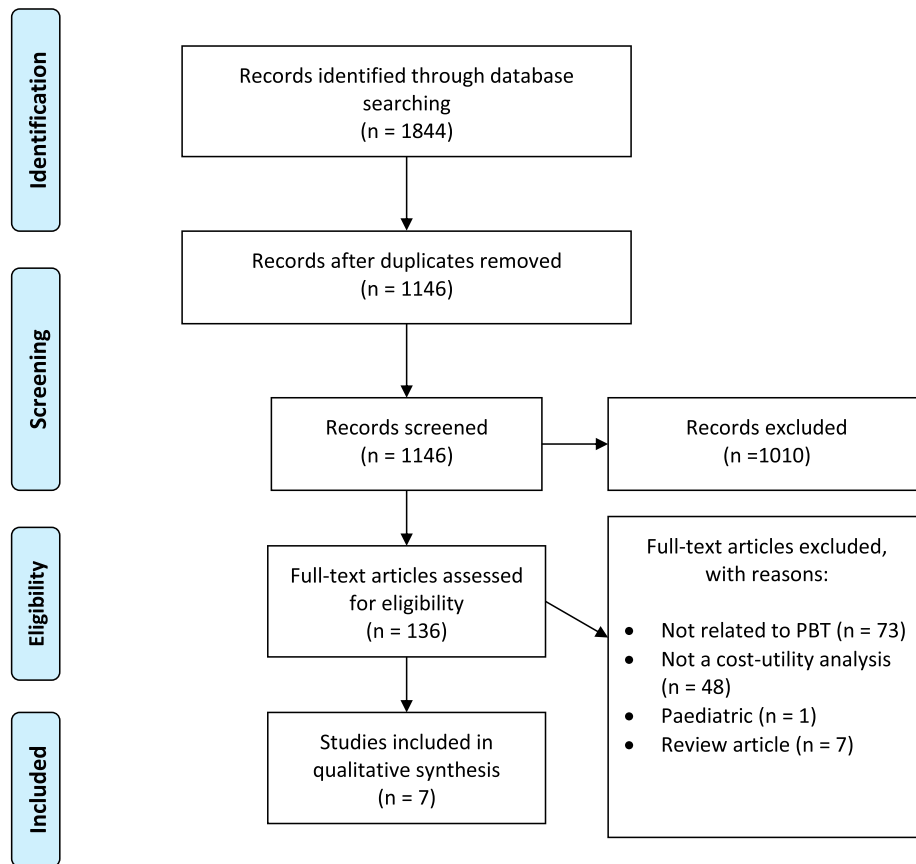 Identification
Records identified through database
searching
(n = 1844)
Records after duplicates removed
(n = 1146)
Screening
Records screened
(n = 1146)
Records excluded
(n =1010)
Eligibility
Full-text articles assessed
for eligibility
(n = 136)
Full-text articles excluded,
with reasons:
• Not related to PBT (n = 73)
• Not a cost-utility analysis
(n = 48)
• Paediatric (n = 1)
• Review article (n = 7)
Included
Studies included in
qualitative synthesis
(n = 7)